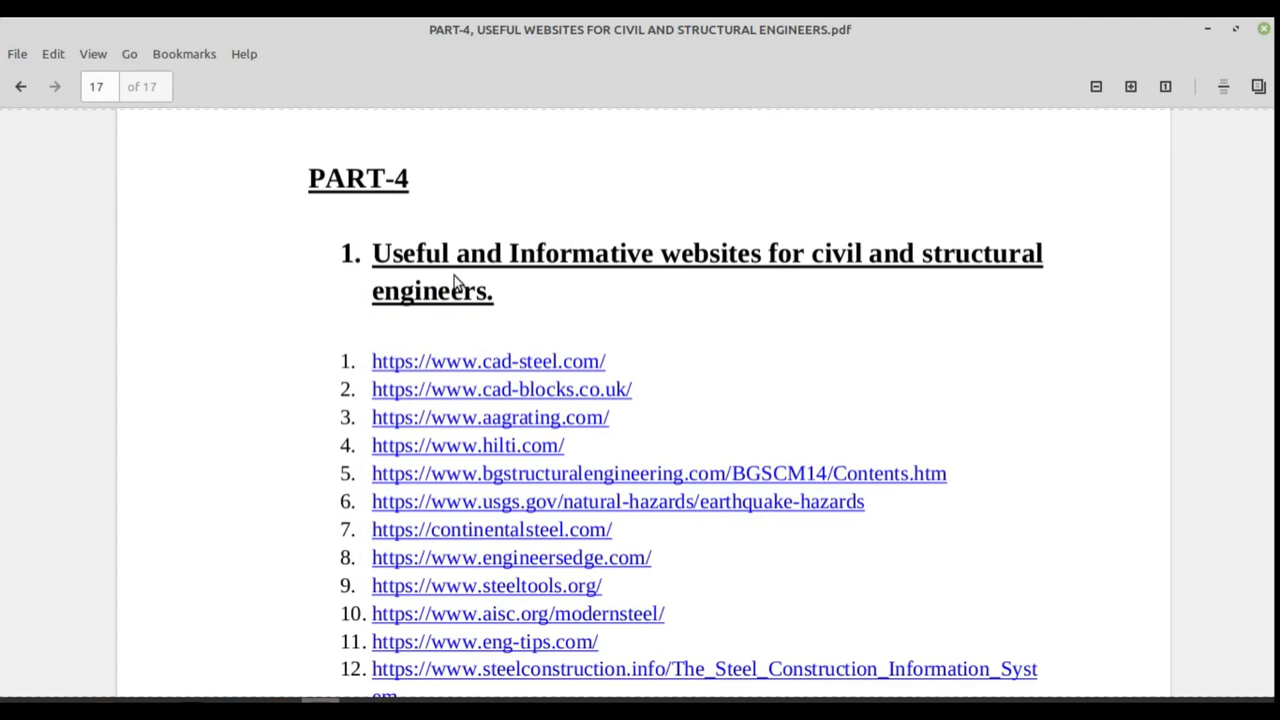 PART-4, USEFUL WEBSITES FOR CIVIL AND STRUCTURAL ENGINEERS.pdf
File Edit View Go Bookmarks Help
17 of 17
PART-4
1. Useful and Informative websites for civil and structural
engineers.
1. https://www.cad-steel.com/
2. https://www.cad-blocks.co.uk/
3. https://www.aagrating.com/
4. https://www.hilti.com/
5. https://www.bgstructuralengineering.com/BGSCM14/Contents.htm
6. https://www.usgs.gov/natural-hazards/earthquake-hazards
7. https://continentalsteel.com/
8. https://www.engineersedge.com/
9. https://www.steeltools.org/
10. https://www.aisc.org/modernsteel/
11. https://www.eng-tips.com/
12. https://www.steelconstruction.info/The_Steel_Construction_Information_Syst
em